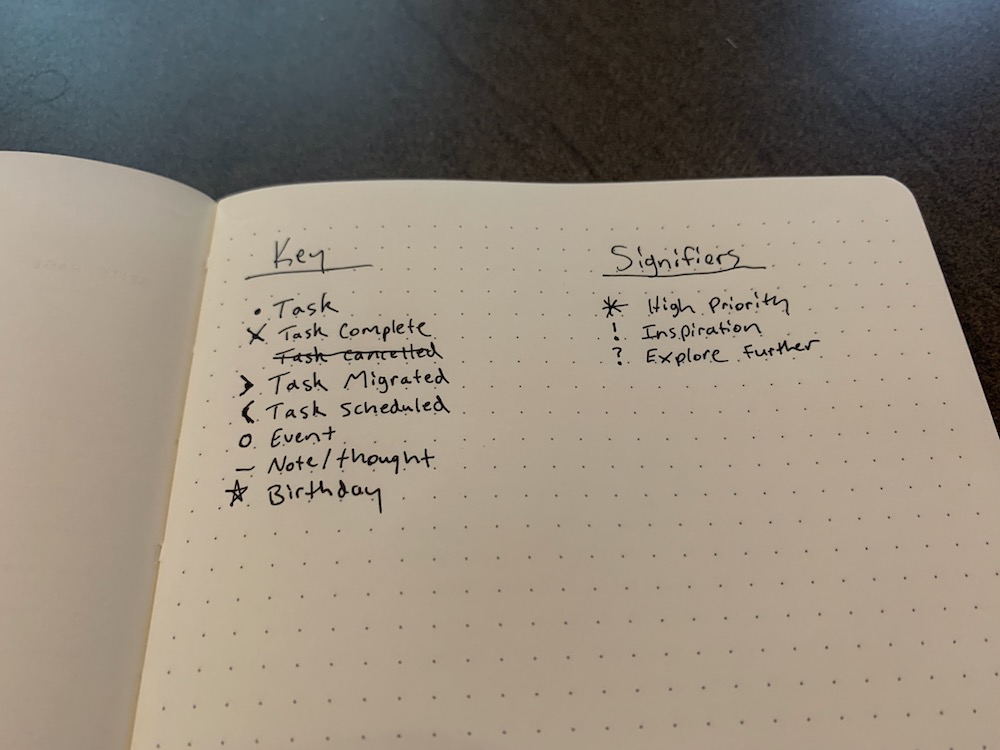 Key
• Task
X Task Complete
Task cancelled
> Task Migrated
< Task scheduled
o Event
– Note/thought
☆ Birthday
Signifiers
* High Priority
! Inspiration
? Explore further